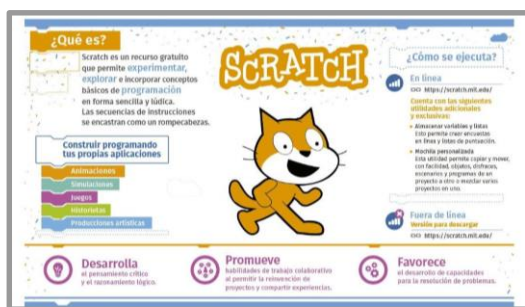 ¿Qué es?
Scratch es un recurso gratuito
que permite experimentar,
explorar e incorporar conceptos
básicos de programación
en forma sencilla y lúdica.
Las secuencias de instrucciones
se encastran como un rompecabezas.
Construir programando
tus propias aplicaciones
Animaciones
Simulaciones
Juegos
Historietas
Producciones artísticas
SCRATCH
¿Cómo se ejecuta?
En línea
https://scratch.mit.edu/
Cuenta con las siguientes
utilidades adicionales
y exclusivas:
Almacenar variables y listas
Esto permite crear encuestas
en línea y listas de puntuación.
Mochila personalizada
Esta utilidad permite copiar y mover,
con facilidad, objetos, disfraces,
escenarios y programas de un
proyecto a otro o mezclar varios
proyectos en uno.
Fuera de línea
Versión para descargar
https://scratch.mit.edu/
Desarrolla
el pensamiento crítico
y el razonamiento lógico.
Promueve
habilidades de trabajo colaborativo
al permitir la reinvención de
proyectos y compartir experiencias.
Favorece
el desarrollo de capacidades
para la resolución de problemas.